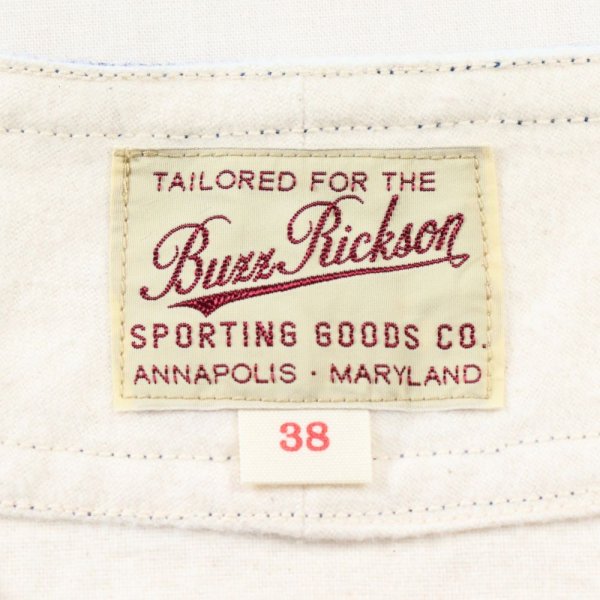 TAILORED FOR THE
Buzz Rickson
SPORTING GOODS CO.
ANNAPOLIS · MARYLAND
38